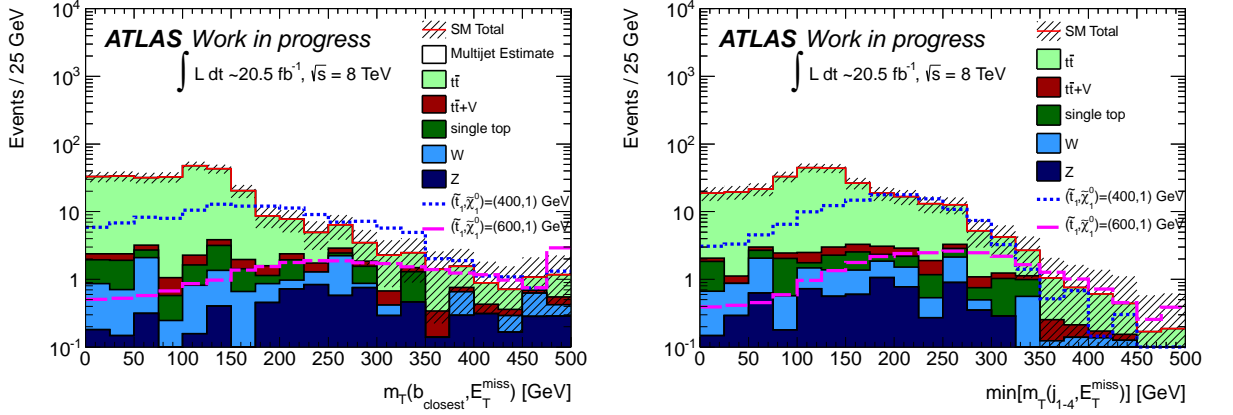 Events / 25 GeV
10⁴
10³
10²
10
1
10⁻¹
ATLAS Work in progress
∫ L dt ~20.5 fb⁻¹, √s = 8 TeV
SM Total
Multijet Estimate
tt̄
tt̄+V
single top
W
Z
(t̃₁,χ̃₁⁰)=(400,1) GeV
(t̃₁,χ̃₁⁰)=(600,1) GeV
0 50 100 150 200 250 300 350 400 450 500
m_T(b_closest,E_T^miss) [GeV]
Events / 25 GeV
10⁴
10³
10²
10
1
10⁻¹
ATLAS Work in progress
∫ L dt ~20.5 fb⁻¹, √s = 8 TeV
SM Total
tt̄
tt̄+V
single top
W
Z
(t̃₁,χ̃₁⁰)=(400,1) GeV
(t̃₁,χ̃₁⁰)=(600,1) GeV
0 50 100 150 200 250 300 350 400 450 500
min[m_T(j_1-4,E_T^miss)] [GeV]